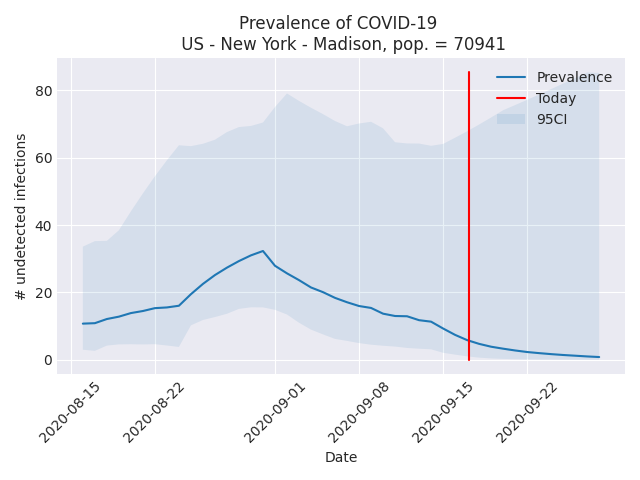 Prevalence of COVID-19
US - New York - Madison, pop. = 70941
Prevalence
Today
95CI
# undetected infections
80
60
40
20
0
2020-08-15
2020-08-22
2020-09-01
2020-09-08
2020-09-15
2020-09-22
Date